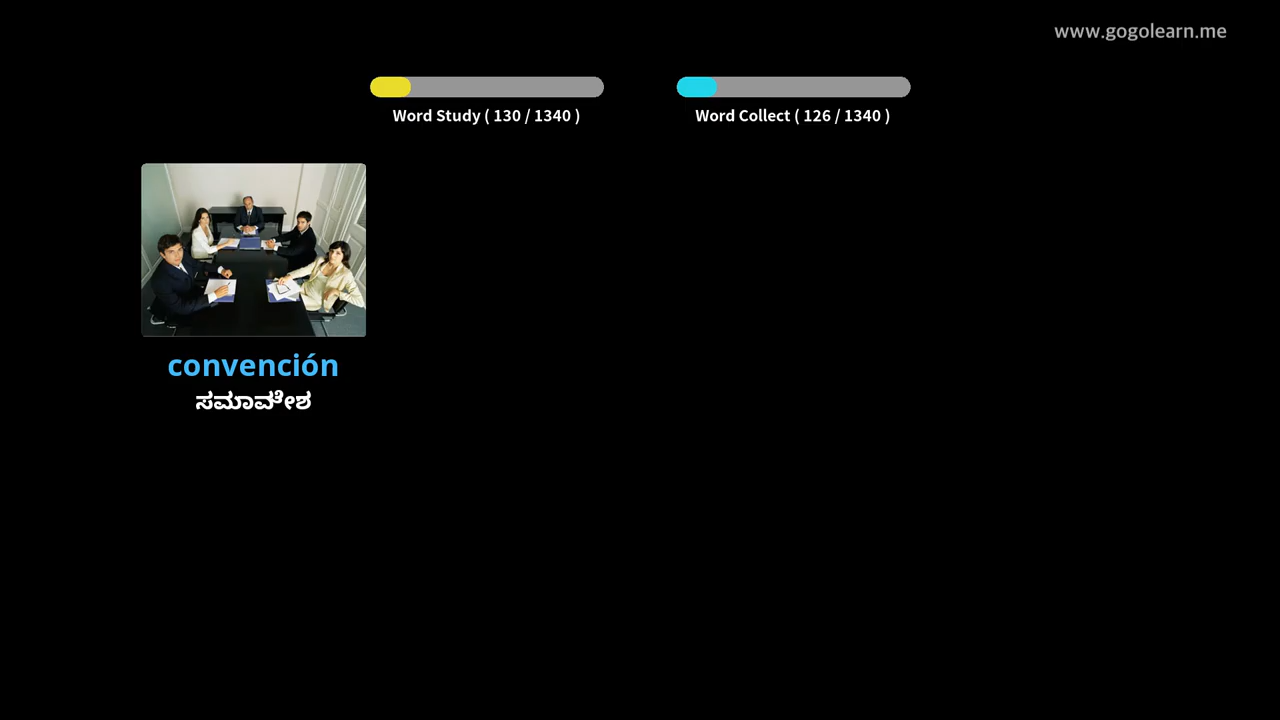 www.gogolearn.me
Word Study ( 130 / 1340 )
Word Collect ( 126 / 1340 )
convención
ಸಮಾವೇಶ